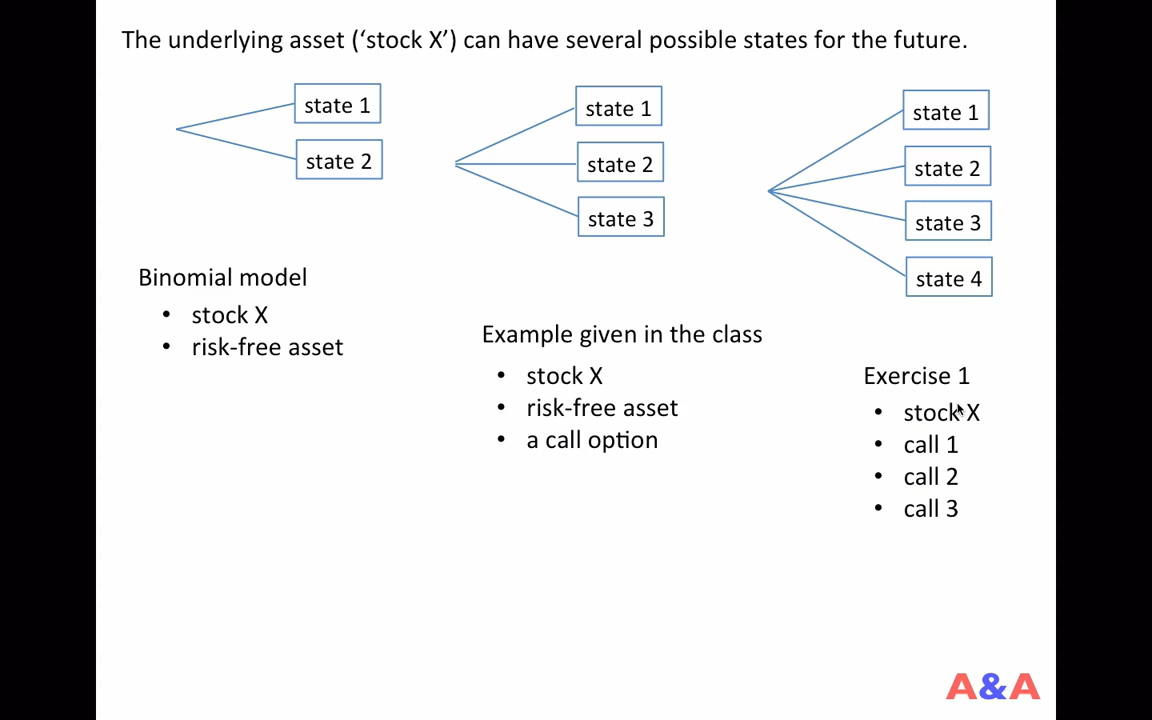 The underlying asset (‘stock X’) can have several possible states for the future.
state 1
state 2
state 1
state 2
state 3
state 1
state 2
state 3
state 4
Binomial model
• stock X
• risk-free asset
Example given in the class
• stock X
• risk-free asset
• a call option
Exercise 1
• stock X
• call 1
• call 2
• call 3
A&A